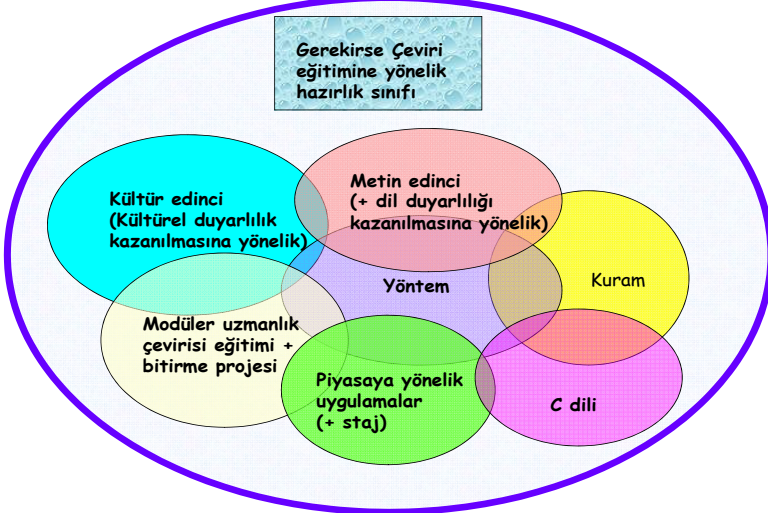 Gerekirse Çeviri
eğitimine yönelik
hazırlık sınıfı
Kültür edinci
(Kültürel duyarlılık
kazanılmasına yönelik)
Metin edinci
(+ dil duyarlılığı
kazanılmasına yönelik)
Yöntem
Kuram
Modüler uzmanlık
çevirisi eğitimi +
bitirme projesi
Piyasaya yönelik
uygulamalar
(+ staj)
C dili